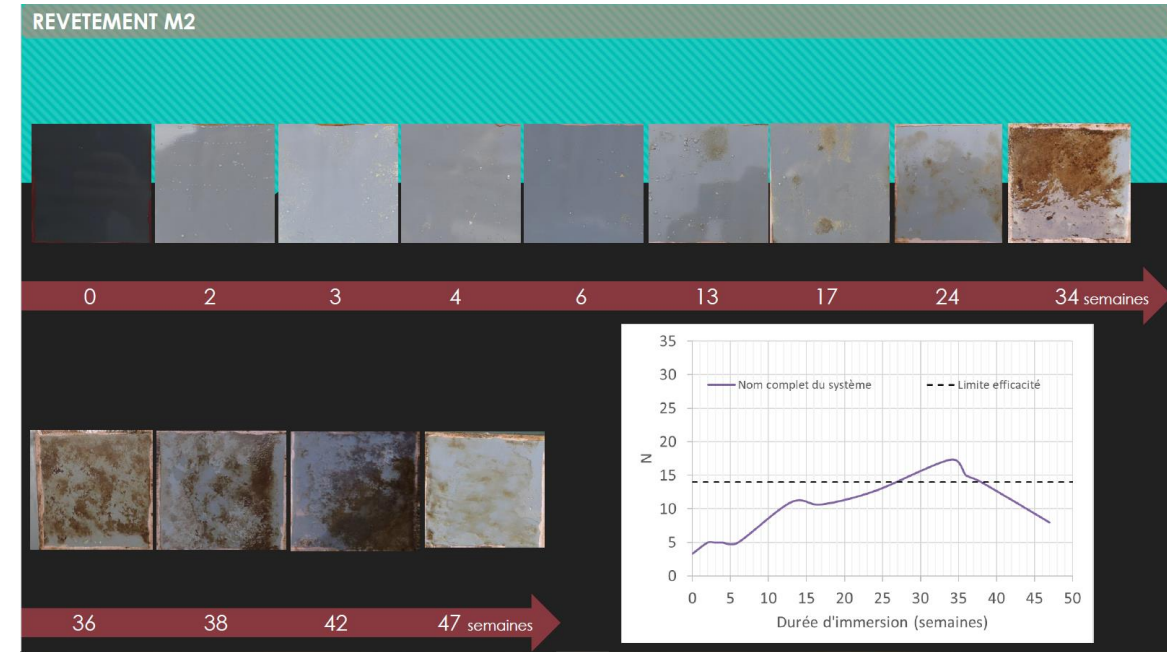 REVETEMENT M2
0 2 3 4 6 13 17 24 34 semaines
35
30
Nom complet du système Limite efficacité
25
20
N
15
10
5
0
0 5 10 15 20 25 30 35 40 45 50
Durée d'immersion (semaines)
36 38 42 47 semaines